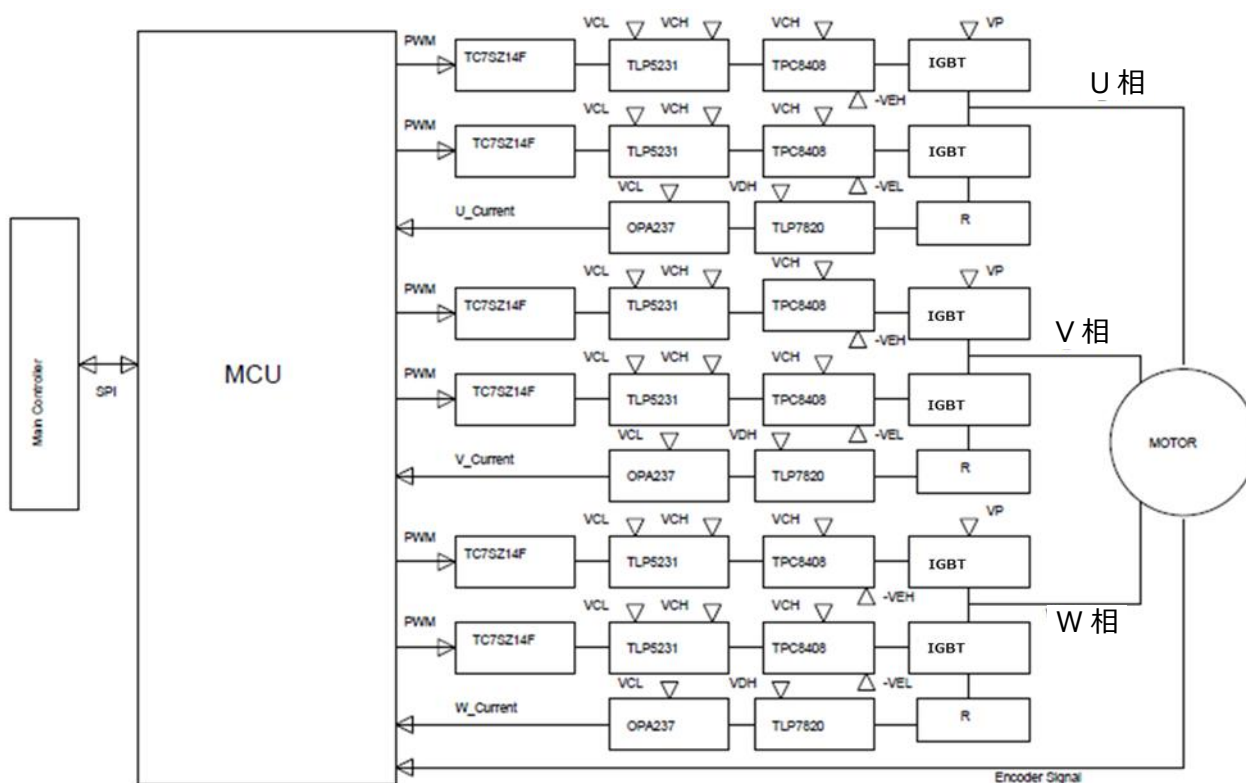 VCL VCH VCH VP
PWM
TC7SZ14F TLP5231 TPC8408 IGBT
U 相
VCL VCH VCH -VEH
PWM
TC7SZ14F TLP5231 TPC8408 IGBT
VCL VDH -VEL
U_Current
OPA237 TLP7820 R
VCL VCH VCH VP
PWM
TC7SZ14F TLP5231 TPC8408 IGBT
V 相
VCL VCH VCH -VEH
PWM
MCU
Main Controller
SPI
TC7SZ14F TLP5231 TPC8408 IGBT
VCL VDH -VEL
MOTOR
V_Current
OPA237 TLP7820 R
VCL VCH VCH VP
PWM
TC7SZ14F TLP5231 TPC8408 IGBT
VCL VCH VCH -VEH
W 相
PWM
TC7SZ14F TLP5231 TPC8408 IGBT
VCL VDH -VEL
W_Current
OPA237 TLP7820 R
Encoder Signal